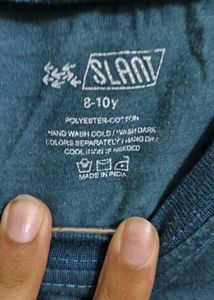 SLANT
8-10y
POLYESTER-COTTON
HAND WASH COLD / WASH DARK
COLORS SEPARATELY / HANG DRY
COOL IRON IF NEEDED
MADE IN INDIA